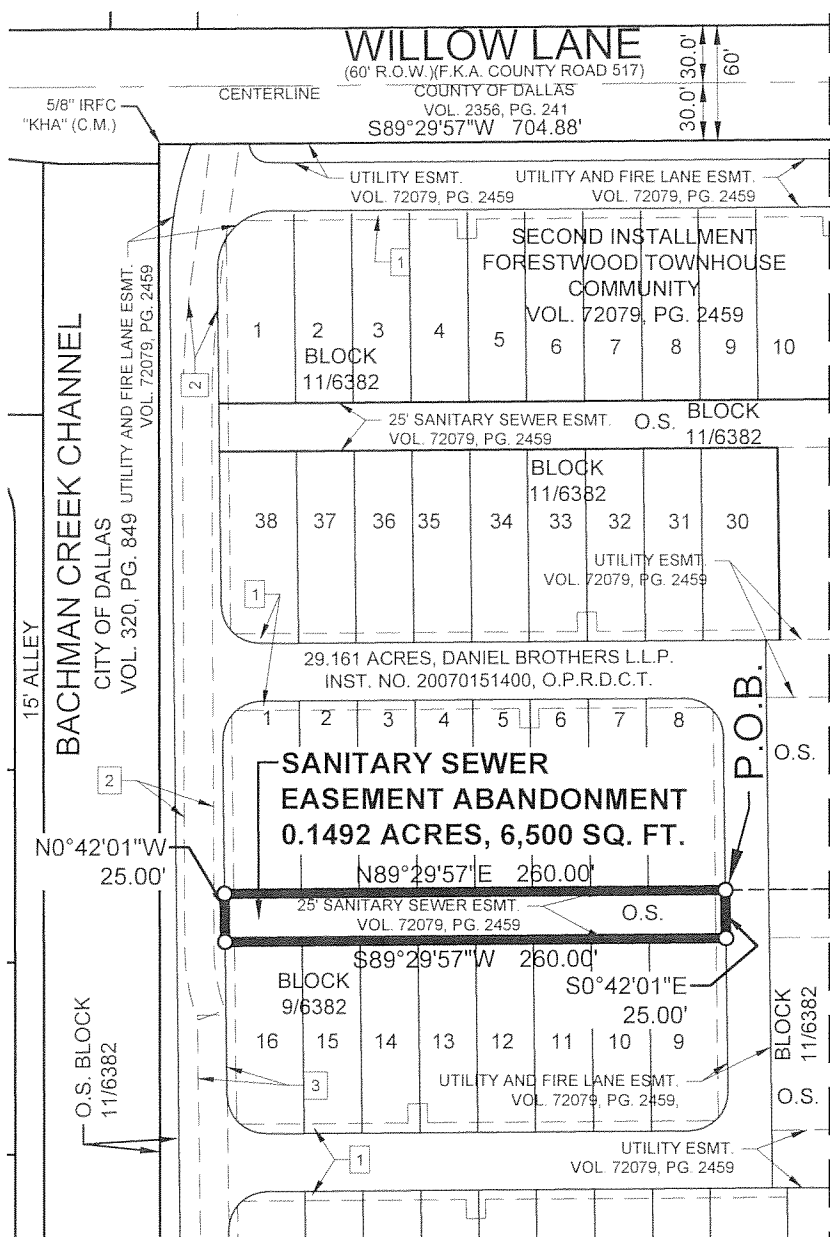 WILLOW LANE
(60' R.O.W.)(F.K.A. COUNTY ROAD 517)
CENTERLINE
COUNTY OF DALLAS
VOL. 2356, PG. 241
S89°29'57"W 704.88'
30.0' 30.0'
60'
5/8" IRFC
"KHA" (C.M.)
UTILITY ESMT.
VOL. 72079, PG. 2459
UTILITY AND FIRE LANE ESMT.
VOL. 72079, PG. 2459
SECOND INSTALLMENT
FORESTWOOD TOWNHOUSE
COMMUNITY
VOL. 72079, PG. 2459
1
1 2 3 4 5 6 7 8 9 10
BLOCK
11/6382
2
UTILITY AND FIRE LANE ESMT.
VOL. 72079, PG. 2459
15' ALLEY
BACHMAN CREEK CHANNEL
CITY OF DALLAS
VOL. 320, PG. 849
25' SANITARY SEWER ESMT.
VOL. 72079, PG. 2459
O.S.
BLOCK
11/6382
BLOCK
11/6382
38 37 36 35 34 33 32 31 30
UTILITY ESMT.
VOL. 72079, PG. 2459
1
29.161 ACRES, DANIEL BROTHERS L.L.P.
INST. NO. 20070151400, O.P.R.D.C.T.
1 2 3 4 5 6 7 8
P.O.B.
O.S.
2
SANITARY SEWER
EASEMENT ABANDONMENT
0.1492 ACRES, 6,500 SQ. FT.
N0°42'01"W
25.00'
N89°29'57"E 260.00'
25' SANITARY SEWER ESMT.
VOL. 72079, PG. 2459
O.S.
S89°29'57"W 260.00'
S0°42'01"E
25.00'
BLOCK
9/6382
16 15 14 13 12 11 10 9
O.S. BLOCK
11/6382
3
UTILITY AND FIRE LANE ESMT.
VOL. 72079, PG. 2459,
BLOCK
11/6382
O.S.
1
UTILITY ESMT.
VOL. 72079, PG. 2459